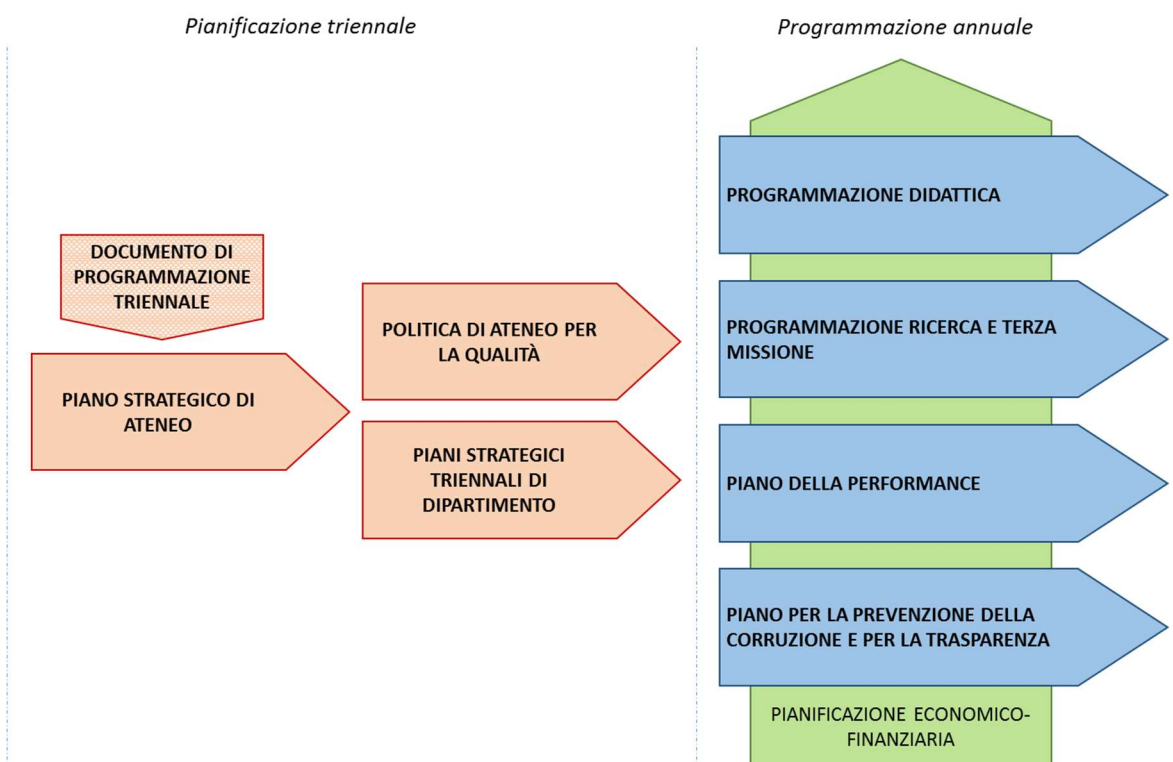 Pianificazione triennale
Programmazione annuale
DOCUMENTO DI
PROGRAMMAZIONE
TRIENNALE
PIANO STRATEGICO DI
ATENEO
POLITICA DI ATENEO PER
LA QUALITÀ
PIANI STRATEGICI
TRIENNALI DI
DIPARTIMENTO
PROGRAMMAZIONE DIDATTICA
PROGRAMMAZIONE RICERCA E TERZA
MISSIONE
PIANO DELLA PERFORMANCE
PIANO PER LA PREVENZIONE DELLA
CORRUZIONE E PER LA TRASPARENZA
PIANIFICAZIONE ECONOMICO-
FINANZIARIA